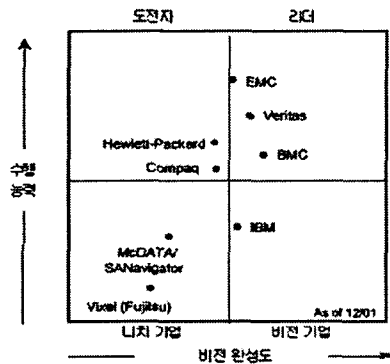 도전자 리더
EMC
Veritas
Hewlett-Packard
BMC
Compaq
수행
능력
IBM
McDATA/
SANavigator
Vixel (Fujitsu)
As of 12/01
니치 기업 비전 기업
비전 완성도